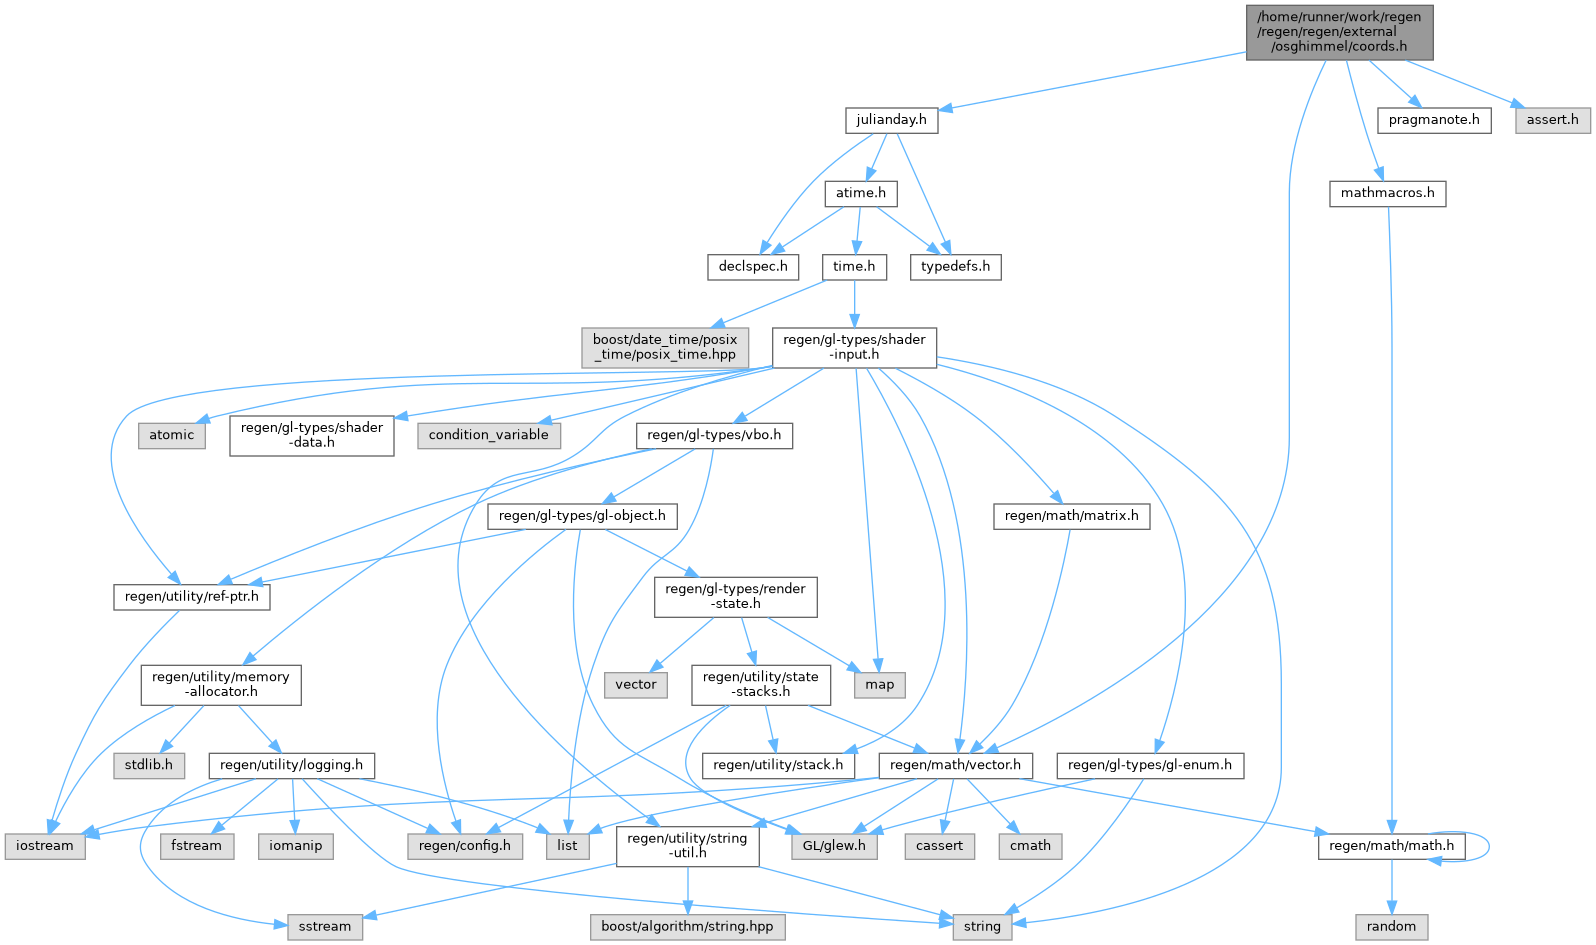 /home/runner/work/regen
/regen/regen/external
/osghimmel/coords.h
julianday.h
pragmanote.h
assert.h
atime.h
mathmacros.h
declspec.h
time.h
typedefs.h
boost/date_time/posix
_time/posix_time.hpp
regen/gl-types/shader
-input.h
atomic
regen/gl-types/shader
-data.h
condition_variable
regen/gl-types/vbo.h
regen/gl-types/gl-object.h
regen/math/matrix.h
regen/utility/ref-ptr.h
regen/gl-types/render
-state.h
regen/utility/memory
-allocator.h
vector
regen/utility/state
-stacks.h
map
stdlib.h
regen/utility/logging.h
regen/utility/stack.h
regen/math/vector.h
regen/gl-types/gl-enum.h
iostream
fstream
iomanip
regen/config.h
list
regen/utility/string
-util.h
GL/glew.h
cassert
cmath
regen/math/math.h
sstream
boost/algorithm/string.hpp
string
random